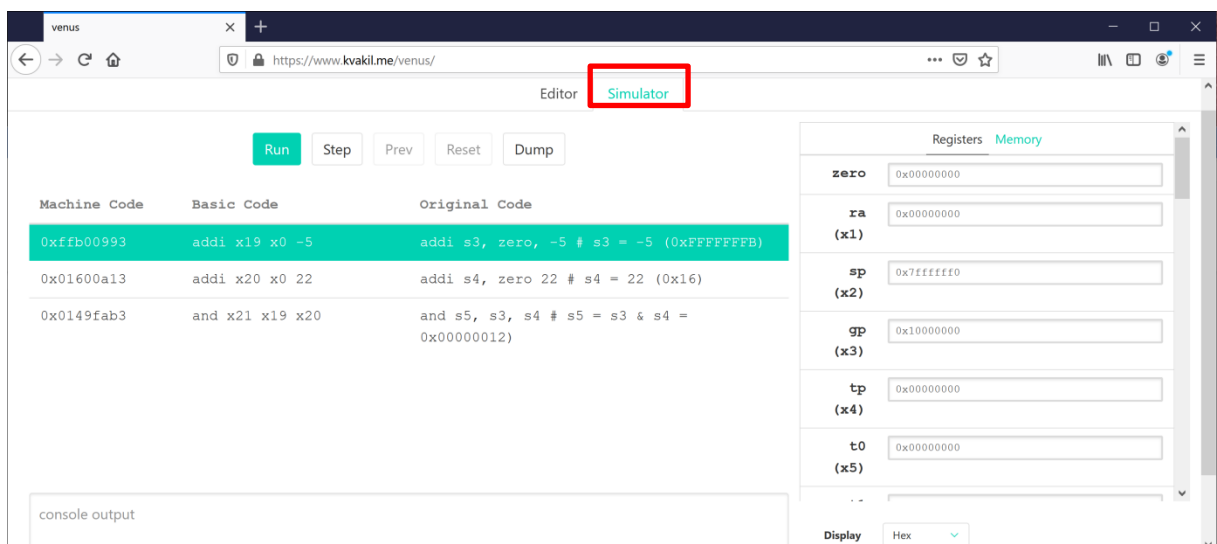 venus
https://www.kvakil.me/venus/
Editor Simulator
Run Step Prev Reset Dump
Machine Code Basic Code Original Code
0xffb00993 addi x19 x0 -5 addi s3, zero, -5 # s3 = -5 (0xFFFFFFFB)
0x01600a13 addi x20 x0 22 addi s4, zero 22 # s4 = 22 (0x16)
0x0149fab3 and x21 x19 x20 and s5, s3, s4 # s5 = s3 & s4 =
0x00000012)
console output
Registers Memory
zero 0x00000000
ra 0x00000000
(x1)
sp 0x7ffffff0
(x2)
gp 0x10000000
(x3)
tp 0x00000000
(x4)
t0 0x00000000
(x5)
Display Hex